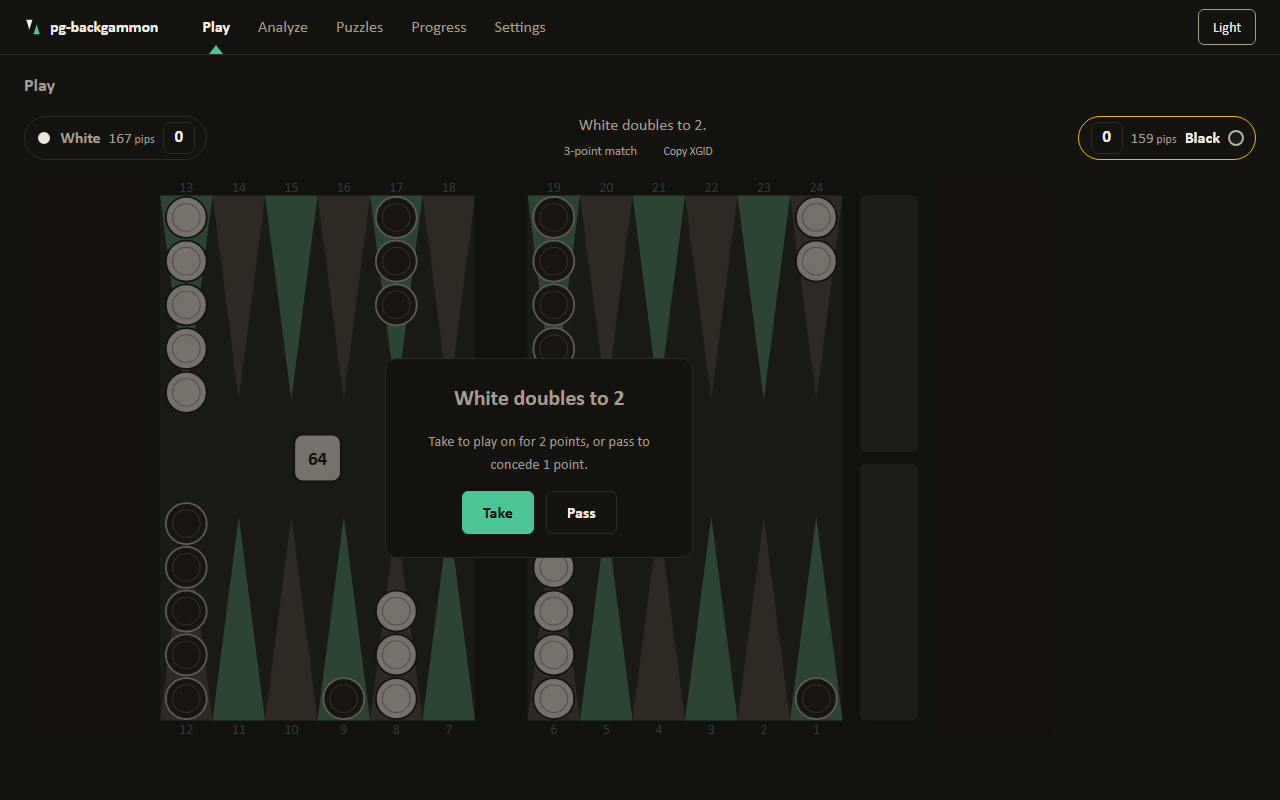 pg-backgammon Play Analyze Puzzles Progress Settings Light
Play
White 167 pips 0
White doubles to 2.
3-point match Copy XGID
0 159 pips Black
13 14 15 16 17 18 19 20 21 22 23 24
64
White doubles to 2
Take to play on for 2 points, or pass to
concede 1 point.
Take Pass
12 11 10 9 8 7 6 5 4 3 2 1